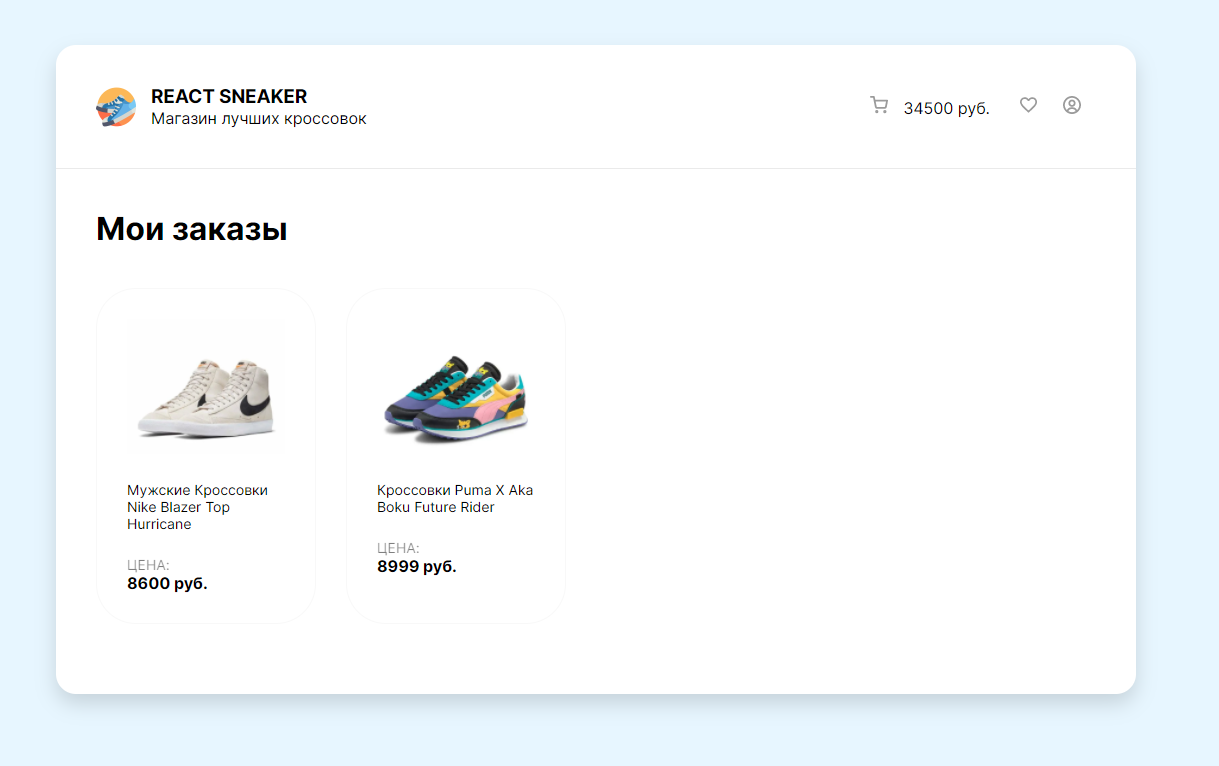 REACT SNEAKER
Магазин лучших кроссовок
34500 руб.
Мои заказы
Мужские Кроссовки
Nike Blazer Top
Hurricane
ЦЕНА:
8600 руб.
Кроссовки Puma X Aka
Boku Future Rider
ЦЕНА:
8999 руб.